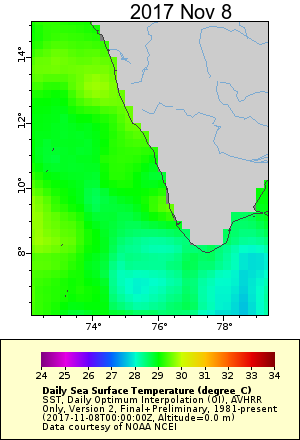 2017 Nov 8
14°
12°
10°
8°
74°
76°
78°
24 25 26 27 28 29 30 31 32 33 34
Daily Sea Surface Temperature (degree_C)
SST, Daily Optimum Interpolation (OI), AVHRR
Only, Version 2, Final+Preliminary, 1981-present
(2017-11-08T00:00:00Z, Altitude=0.0 m)
Data courtesy of NOAA NCEI